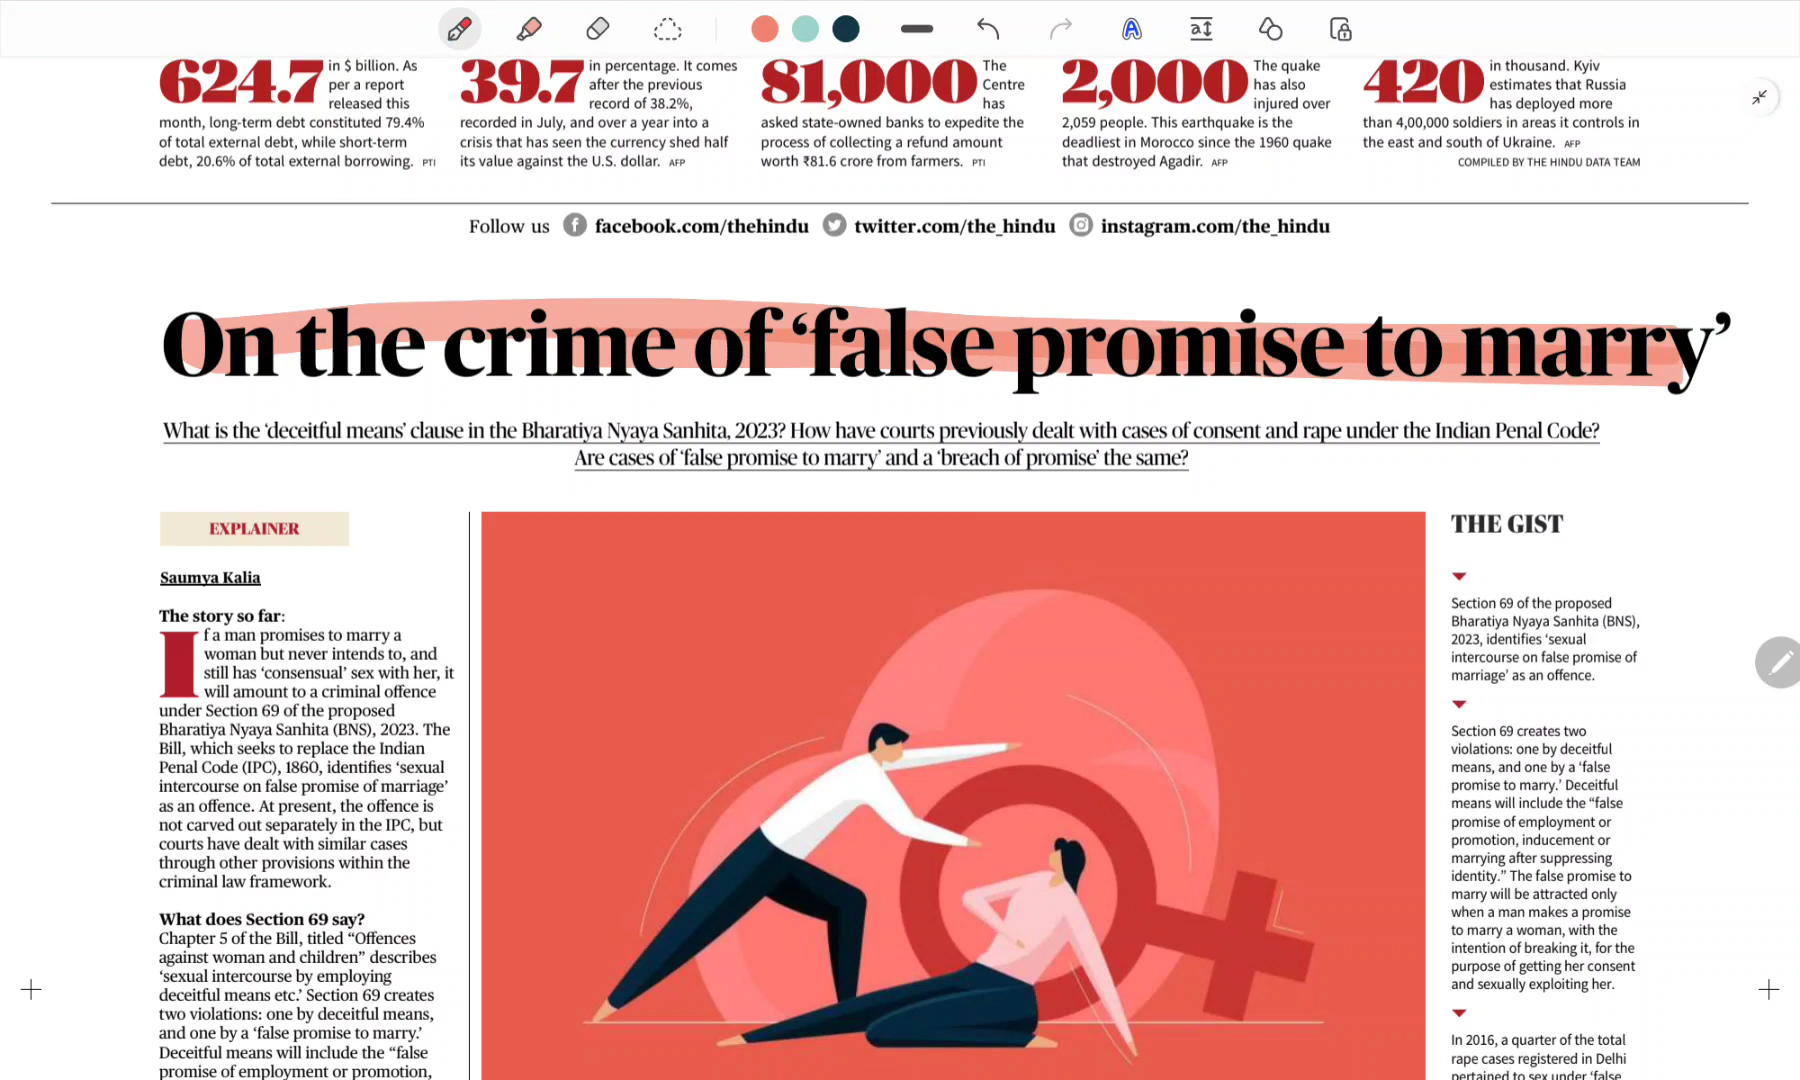 624.7
in $ billion. As
per a report
released this
month, long-term debt constituted 79.4%
of total external debt, while short-term
debt, 20.6% of total external borrowing. PTI
39.7
in percentage. It comes
after the previous
record of 38.2%,
recorded in July, and over a year into a
crisis that has seen the currency shed half
its value against the U.S. dollar. AFP
81,000
The
Centre
has
asked state-owned banks to expedite the
process of collecting a refund amount
worth ₹81.6 crore from farmers. PTI
2,000
The quake
has also
injured over
2,059 people. This earthquake is the
deadliest in Morocco since the 1960 quake
that destroyed Agadir. AFP
420
in thousand. Kyiv
estimates that Russia
has deployed more
than 4,00,000 soldiers in areas it controls in
the east and south of Ukraine. AFP
COMPILED BY THE HINDU DATA TEAM
Follow us facebook.com/thehindu twitter.com/the_hindu instagram.com/the_hindu
On the crime of ‘false promise to marry’
What is the ‘deceitful means’ clause in the Bharatiya Nyaya Sanhita, 2023? How have courts previously dealt with cases of consent and rape under the Indian Penal Code?
Are cases of ‘false promise to marry’ and a ‘breach of promise’ the same?
EXPLAINER
Saumya Kalia
The story so far:
If a man promises to marry a
woman but never intends to, and
still has ‘consensual’ sex with her, it
will amount to a criminal offence
under Section 69 of the proposed
Bharatiya Nyaya Sanhita (BNS), 2023. The
Bill, which seeks to replace the Indian
Penal Code (IPC), 1860, identifies ‘sexual
intercourse on false promise of marriage’
as an offence. At present, the offence is
not carved out separately in the IPC, but
courts have dealt with similar cases
through other provisions within the
criminal law framework.
What does Section 69 say?
Chapter 5 of the Bill, titled “Offences
against woman and children” describes
‘sexual intercourse by employing
deceitful means etc.’ Section 69 creates
two violations: one by deceitful means,
and one by a ‘false promise to marry.’
Deceitful means will include the “false
promise of employment or promotion,
THE GIST
Section 69 of the proposed
Bharatiya Nyaya Sanhita (BNS),
2023, identifies ‘sexual
intercourse on false promise of
marriage’ as an offence.
Section 69 creates two
violations: one by deceitful
means, and one by a ‘false
promise to marry.’ Deceitful
means will include the “false
promise of employment or
promotion, inducement or
marrying after suppressing
identity.” The false promise to
marry will be attracted only
when a man makes a promise
to marry a woman, with the
intention of breaking it, for the
purpose of getting her consent
and sexually exploiting her.
In 2016, a quarter of the total
rape cases registered in Delhi
pertained to sex under ‘false